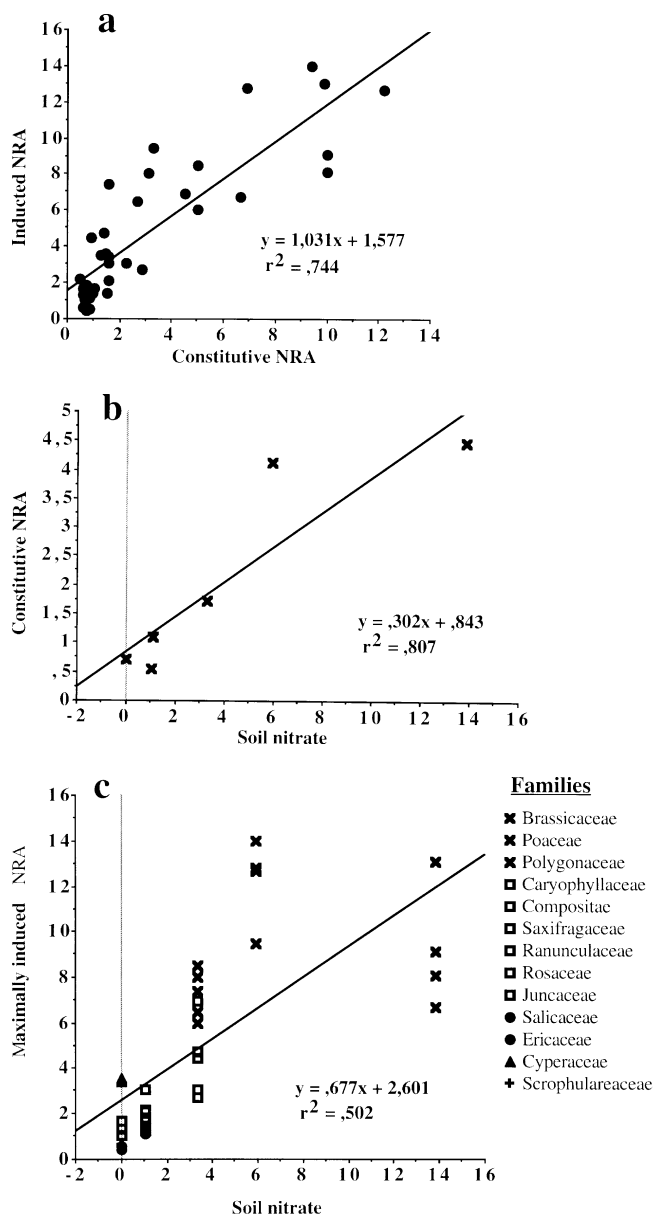 a
16
14
12
10
8
6
4
2
0
Inducted NRA
y = 1,031x + 1,577
r2 = ,744
0 2 4 6 8 10 12 14
Constitutive NRA
b
5
4,5
4
3,5
3
2,5
2
1,5
1
,5
0
Constitutive NRA
y = ,302x + ,843
r2 = ,807
-2 0 2 4 6 8 10 12 14 16
Soil nitrate
c
16
14
12
10
8
6
4
2
0
Maximally induced NRA
y = ,677x + 2,601
r2 = ,502
-2 0 2 4 6 8 10 12 14 16
Soil nitrate
Families
Brassicaceae
Poaceae
Polygonaceae
Caryophyllaceae
Compositae
Saxifragaceae
Ranunculaceae
Rosaceae
Juncaceae
Salicaceae
Ericaceae
Cyperaceae
Scrophulareaceae